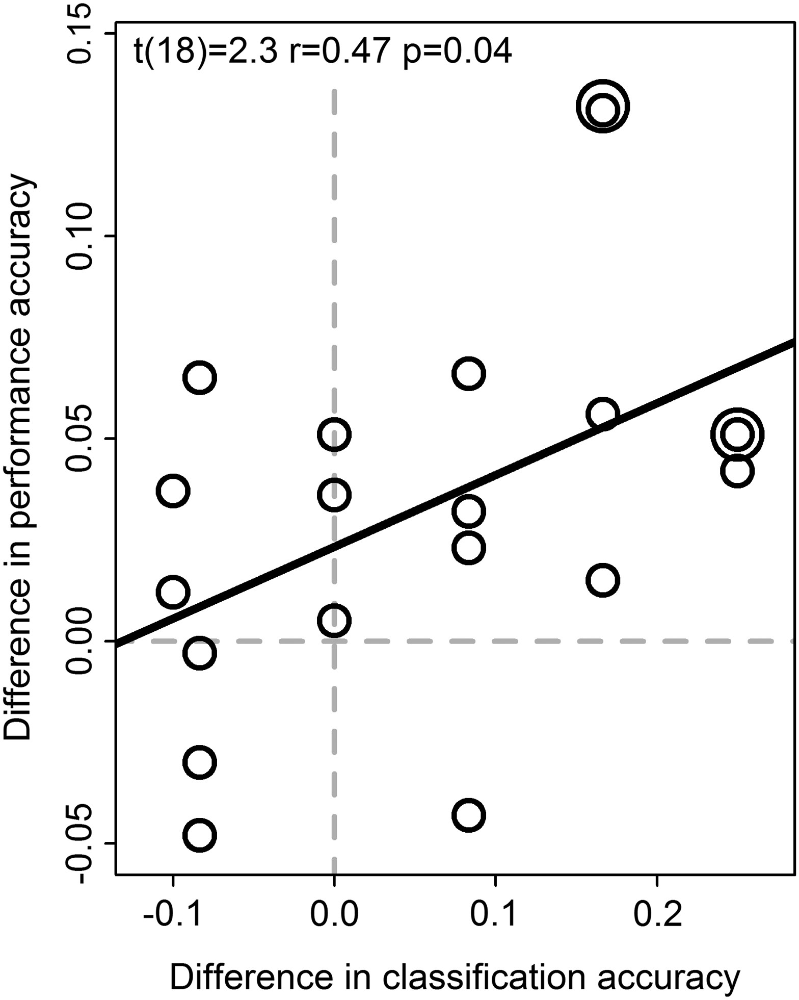 t(18)=2.3 r=0.47 p=0.04
Difference in performance accuracy
0.15
0.10
0.05
0.00
-0.05
-0.1 0.0 0.1 0.2
Difference in classification accuracy